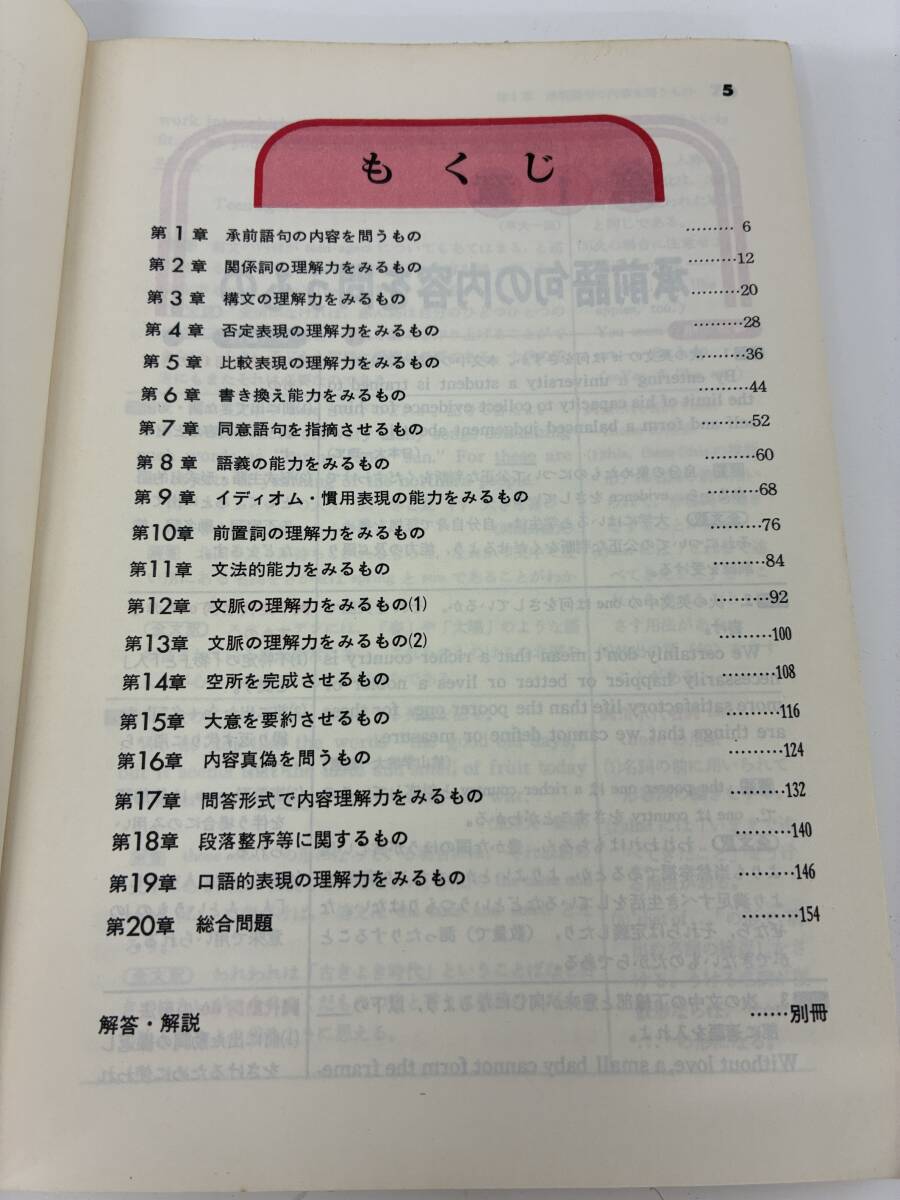 5
もくじ
第1章 承前語句の内容を問うもの ……… 6
第2章 関係詞の理解力をみるもの ………12
第3章 構文の理解力をみるもの ………20
第4章 否定表現の理解力をみるもの ………28
第5章 比較表現の理解力をみるもの ………36
第6章 書き換え能力をみるもの ………44
第7章 同意語句を指摘させるもの ………52
第8章 語義の能力をみるもの ………60
第9章 イディオム・慣用表現の能力をみるもの ………68
第10章 前置詞の理解力をみるもの ………76
第11章 文法的能力をみるもの ………84
第12章 文脈の理解力をみるもの(1) ………92
第13章 文脈の理解力をみるもの(2) ………100
第14章 空所を完成させるもの ………108
第15章 大意を要約させるもの ………116
第16章 内容真偽を問うもの ………124
第17章 問答形式で内容理解力をみるもの ………132
第18章 段落整序等に関するもの ………140
第19章 口語的表現の理解力をみるもの ………146
第20章 総合問題 ………154
解答・解説 ……別冊